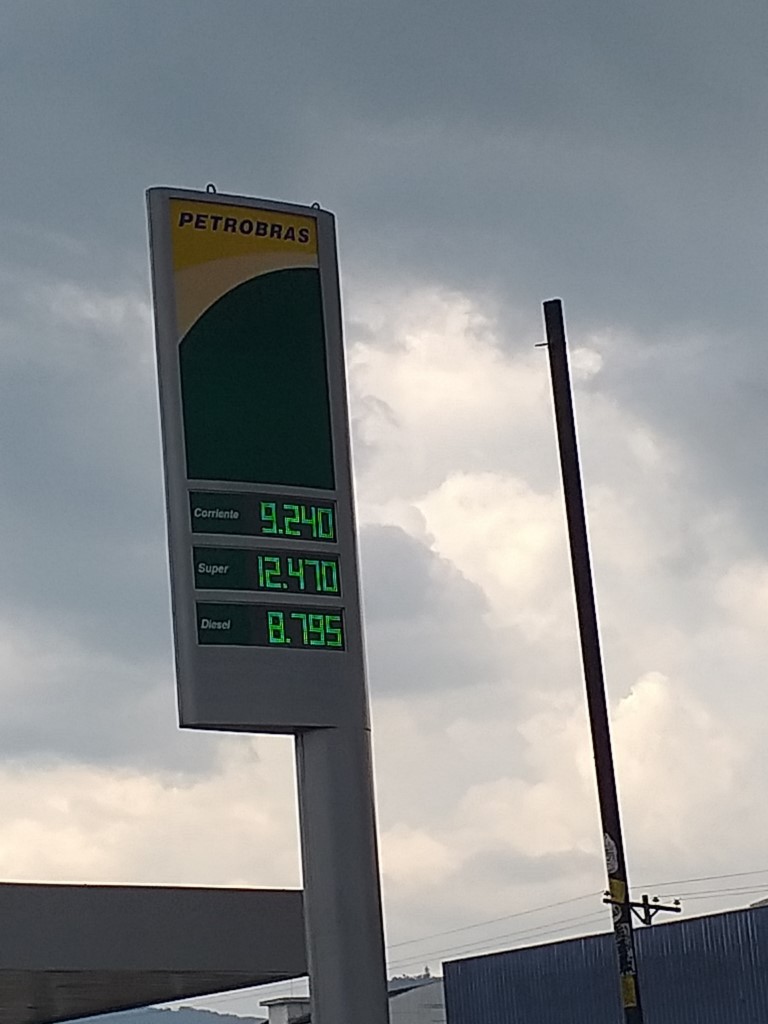 PETROBRAS
Corriente 9.240
Super 12.470
Diesel 8.795